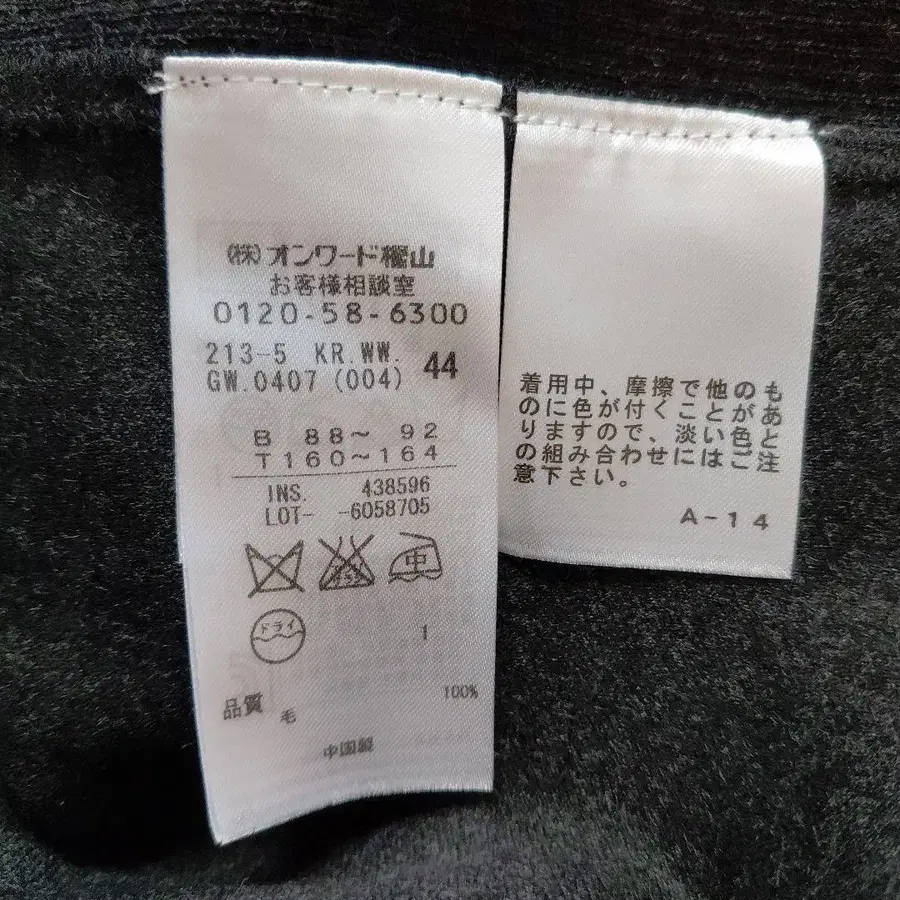 (株)オンワード樫山
お客様相談室
0120-58-6300
213-5 KR.WW. 44
GW.0407 (004)
B 88～ 92
T160～164
INS. 438596
LOT- -6058705
中
ドライ
1
品質 毛 100%
中国製
着用中、摩擦で他のも
のに色が付くことがあ
りますので、淡い色と
の組み合わせにはご注
意下さい。
A-14